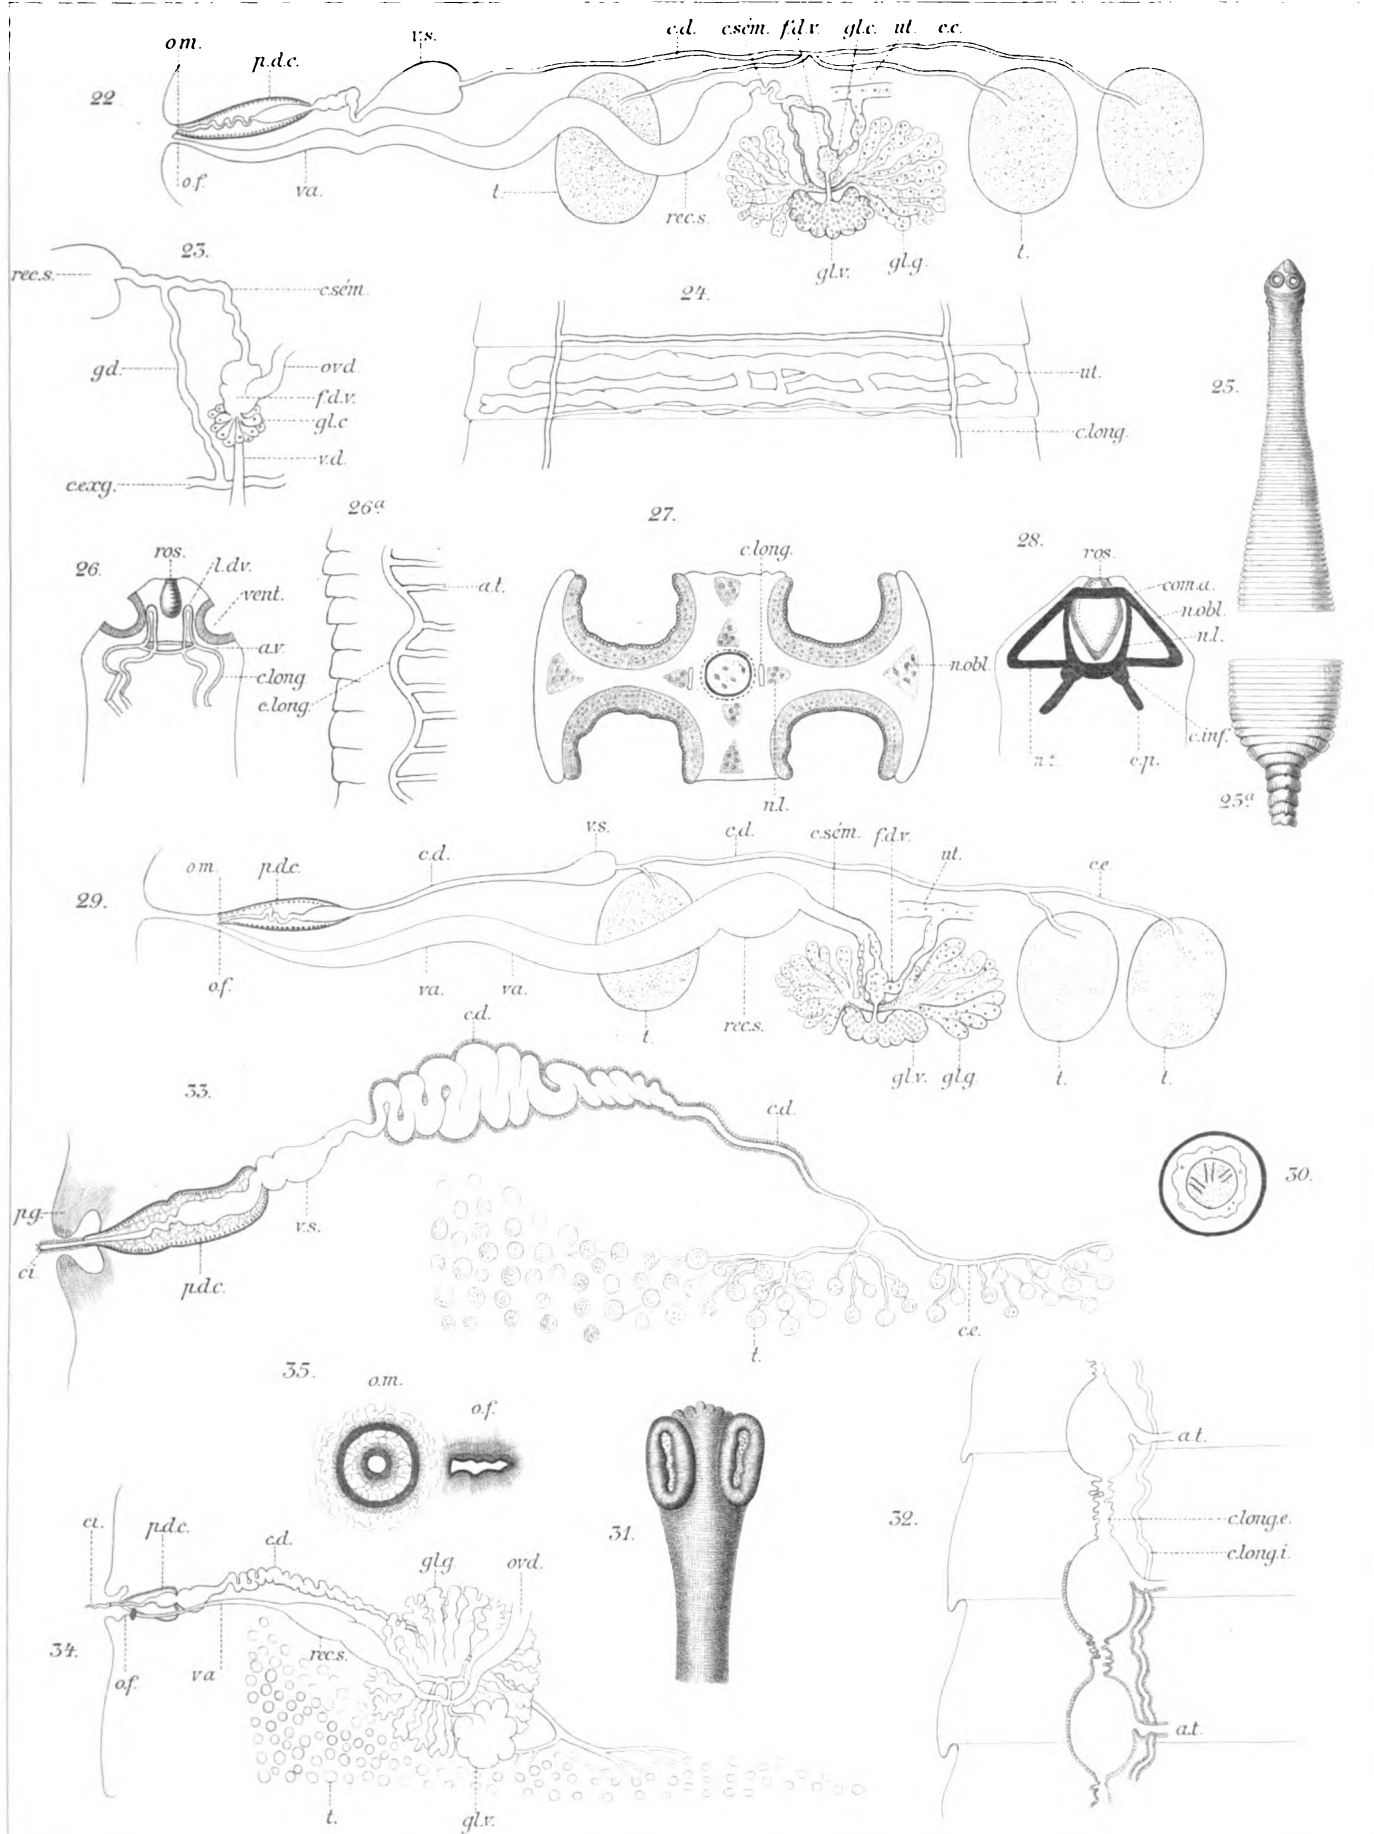 om. p.d.c. v.s. c.d. c.sém. f.d.v. gl.c. ut. c.e.
22
o.f. va. t. rec.s. gl.v. gl.g. t.
23.
rec.s. c.sém.
gd. ovd.
f.d.v.
gl.c
v.d.
c.exg.
24.
ut.
c.long.
25.
25ª
26.
ros. l.dv.
vent.
a.v.
c.long.
26ª
a.t.
c.long.
27.
c.long.
n.obl.
n.l.
28.
ros.
com.a.
n.obl.
n.l.
c.inf.
n.t. c.p.
29.
om. p.d.c. c.d. v.s. c.d. c.sém. f.d.v. ut. c.e.
o.f. va. va. t. rec.s. gl.v. gl.g. t. t.
33.
c.d.
c.d.
p.g. v.s.
ci. p.d.c.
t. c.e.
30.
35.
o.m.
o.f.
31.
32.
a.t.
c.long.e.
c.long.i.
a.t.
34.
ci. p.d.c. c.d. gl.g. ovd.
o.f. va rec.s.
t. gl.v.